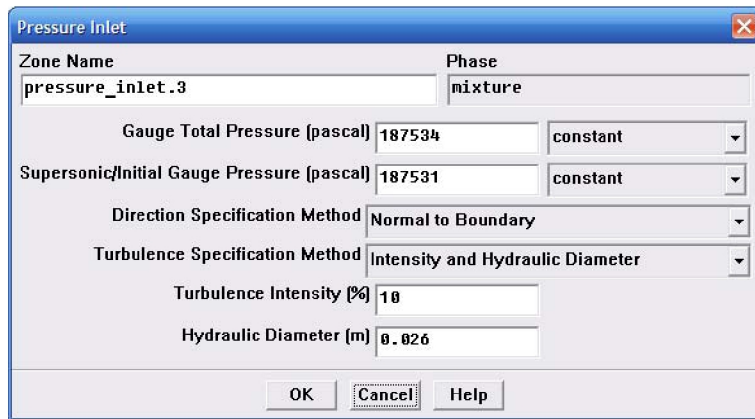 Pressure Inlet
Zone Name Phase
pressure_inlet.3 mixture
Gauge Total Pressure (pascal) 187534 constant
Supersonic/Initial Gauge Pressure (pascal) 187531 constant
Direction Specification Method Normal to Boundary
Turbulence Specification Method Intensity and Hydraulic Diameter
Turbulence Intensity (%) 10
Hydraulic Diameter (m) 0.026
OK Cancel Help